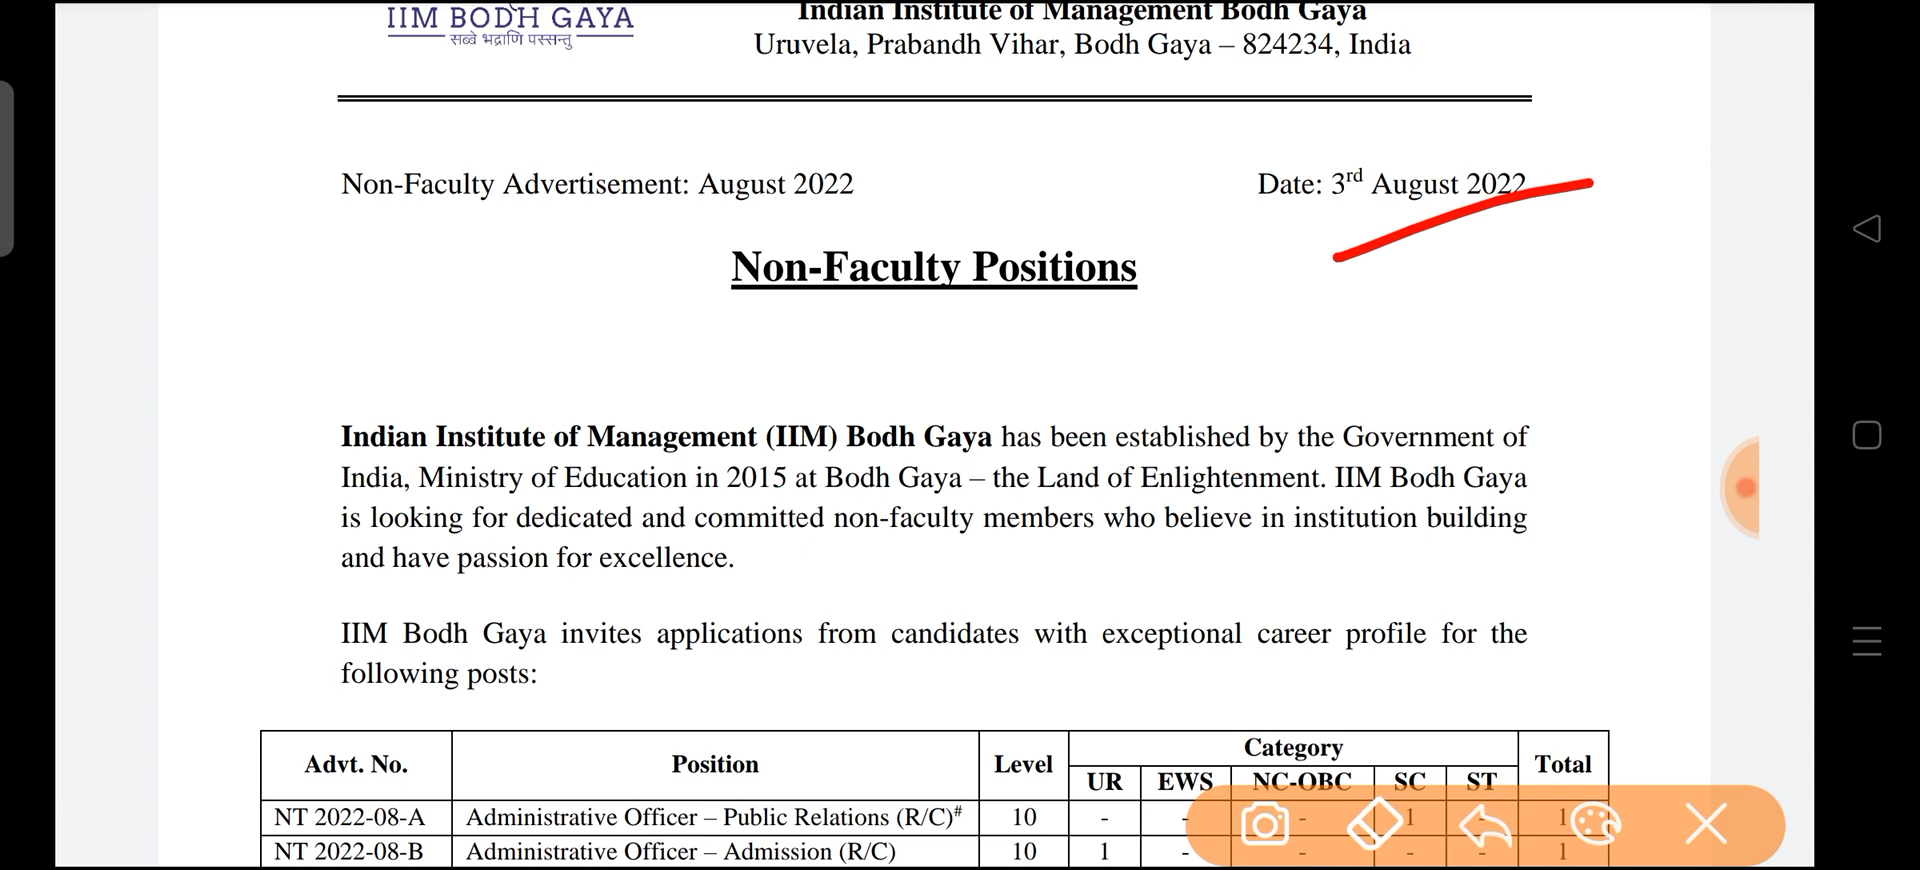 IIM BODH GAYA
सब्बे भद्राणि पस्सन्तु
Indian Institute of Management Bodh Gaya
Uruvela, Prabandh Vihar, Bodh Gaya – 824234, India
Non-Faculty Advertisement: August 2022
Date: 3rd August 2022
Non-Faculty Positions
Indian Institute of Management (IIM) Bodh Gaya has been established by the Government of
India, Ministry of Education in 2015 at Bodh Gaya – the Land of Enlightenment. IIM Bodh Gaya
is looking for dedicated and committed non-faculty members who believe in institution building
and have passion for excellence.
IIM Bodh Gaya invites applications from candidates with exceptional career profile for the
following posts:
Advt. No. Position Level Category Total
UR EWS NC-OBC SC ST
NT 2022-08-A Administrative Officer – Public Relations (R/C)# 10 - - - 1 - 1
NT 2022-08-B Administrative Officer – Admission (R/C) 10 1 - - - - 1